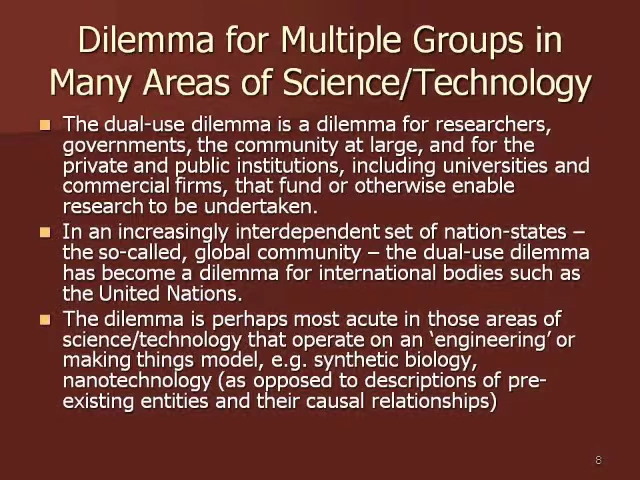 Dilemma for Multiple Groups in
Many Areas of Science/Technology
The dual-use dilemma is a dilemma for researchers,
governments, the community at large, and for the
private and public institutions, including universities and
commercial firms, that fund or otherwise enable
research to be undertaken.
In an increasingly interdependent set of nation-states –
the so-called, global community – the dual-use dilemma
has become a dilemma for international bodies such as
the United Nations.
The dilemma is perhaps most acute in those areas of
science/technology that operate on an ‘engineering’ or
making things model, e.g. synthetic biology,
nanotechnology (as opposed to descriptions of pre-
existing entities and their causal relationships)
8